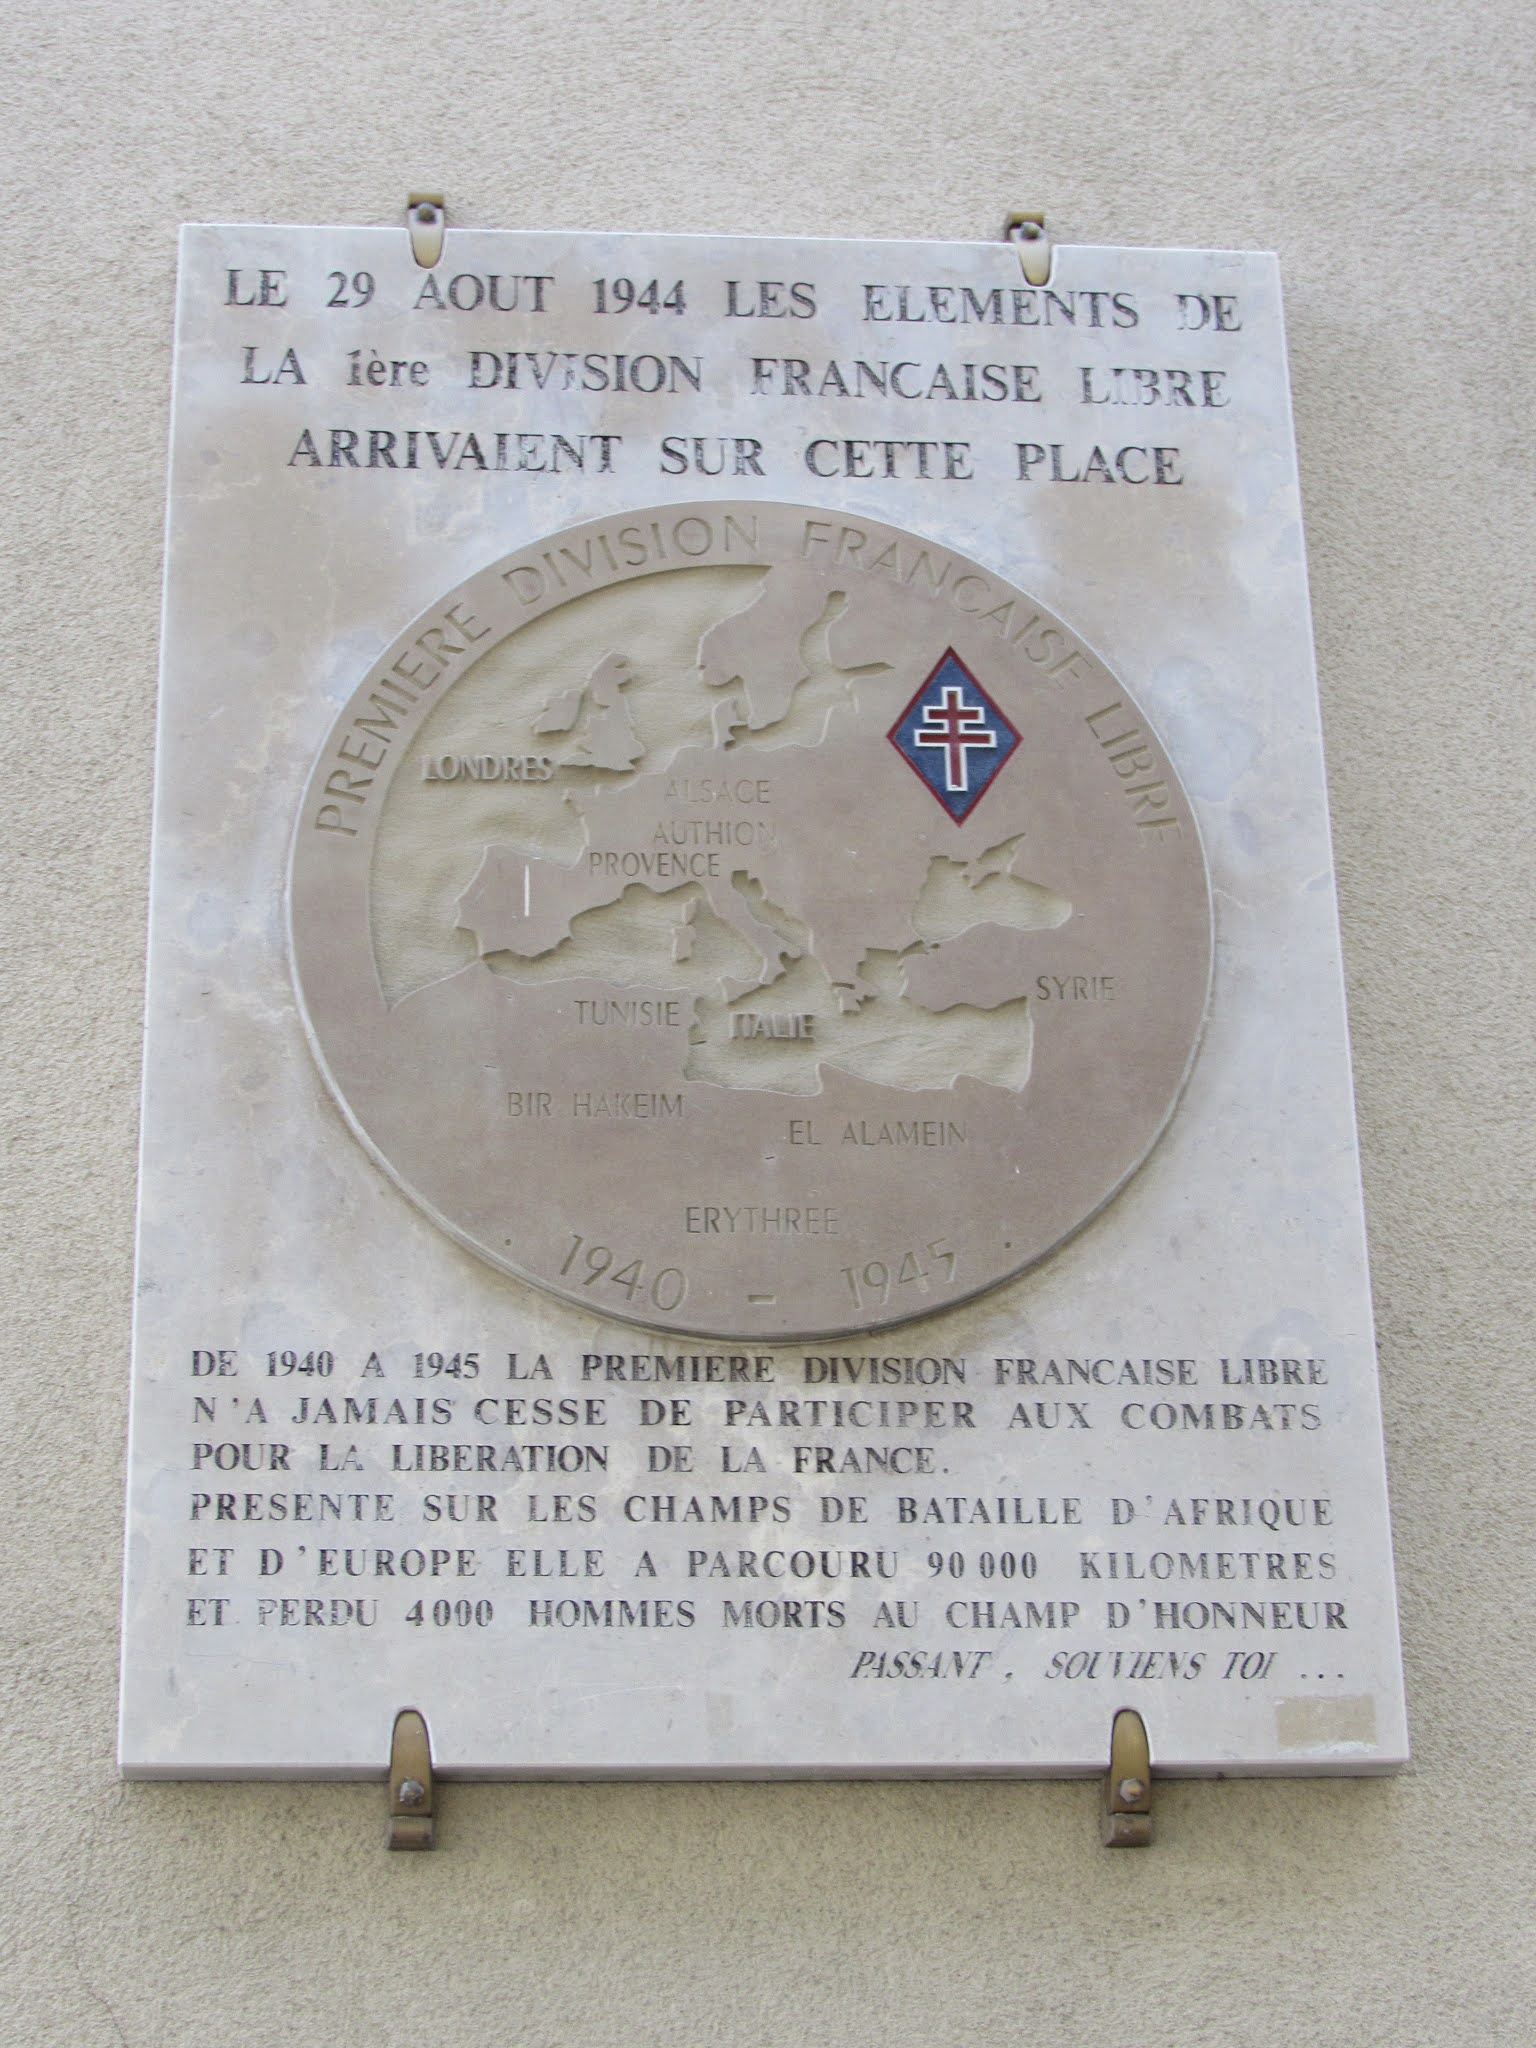 LE 29 AOUT 1944 LES ELEMENTS DE
LA 1ère DIVISION FRANCAISE LIBRE
ARRIVAIENT SUR CETTE PLACE
PREMIERE DIVISION FRANCAISE LIBRE
LONDRES
ALSACE
AUTHION
PROVENCE
SYRIE
TUNISIE
ITALIE
BIR HAKEIM
EL ALAMEIN
ERYTHREE
· 1940 - 1945 ·
DE 1940 A 1945 LA PREMIERE DIVISION FRANCAISE LIBRE
N'A JAMAIS CESSE DE PARTICIPER AUX COMBATS
POUR LA LIBERATION DE LA FRANCE.
PRESENTE SUR LES CHAMPS DE BATAILLE D'AFRIQUE
ET D'EUROPE ELLE A PARCOURU 90 000 KILOMETRES
ET PERDU 4000 HOMMES MORTS AU CHAMP D'HONNEUR
PASSANT, SOUVIENS TOI ...